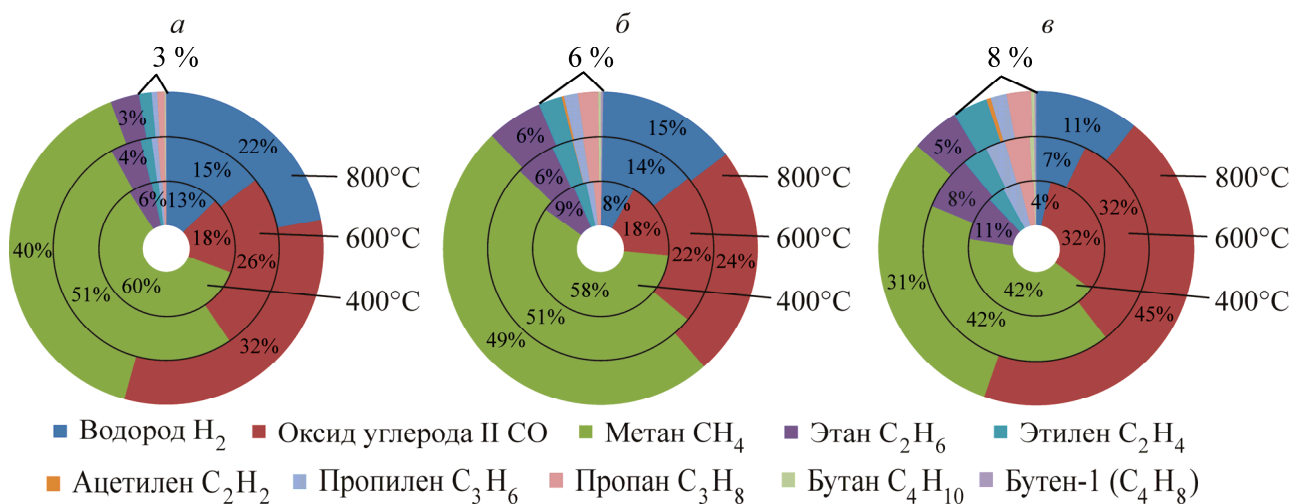 а б в
3 % 6 % 8 %
3% 22% 6% 15% 5% 11%
4% 15% 6% 14% 8% 7%
800°C 800°C 800°C
6% 13% 9% 8% 11% 4%
18% 18% 32% 32%
600°C 600°C 600°C
40% 26% 22% 24% 31%
51% 60% 58% 42%
400°C 400°C 400°C
32% 49% 51% 42% 45%
Водород H2 Оксид углерода II CO Метан CH4 Этан C2H6 Этилен C2H4
Ацетилен C2H2 Пропилен C3H6 Пропан C3H8 Бутан C4H10 Бутен-1 (C4H8)